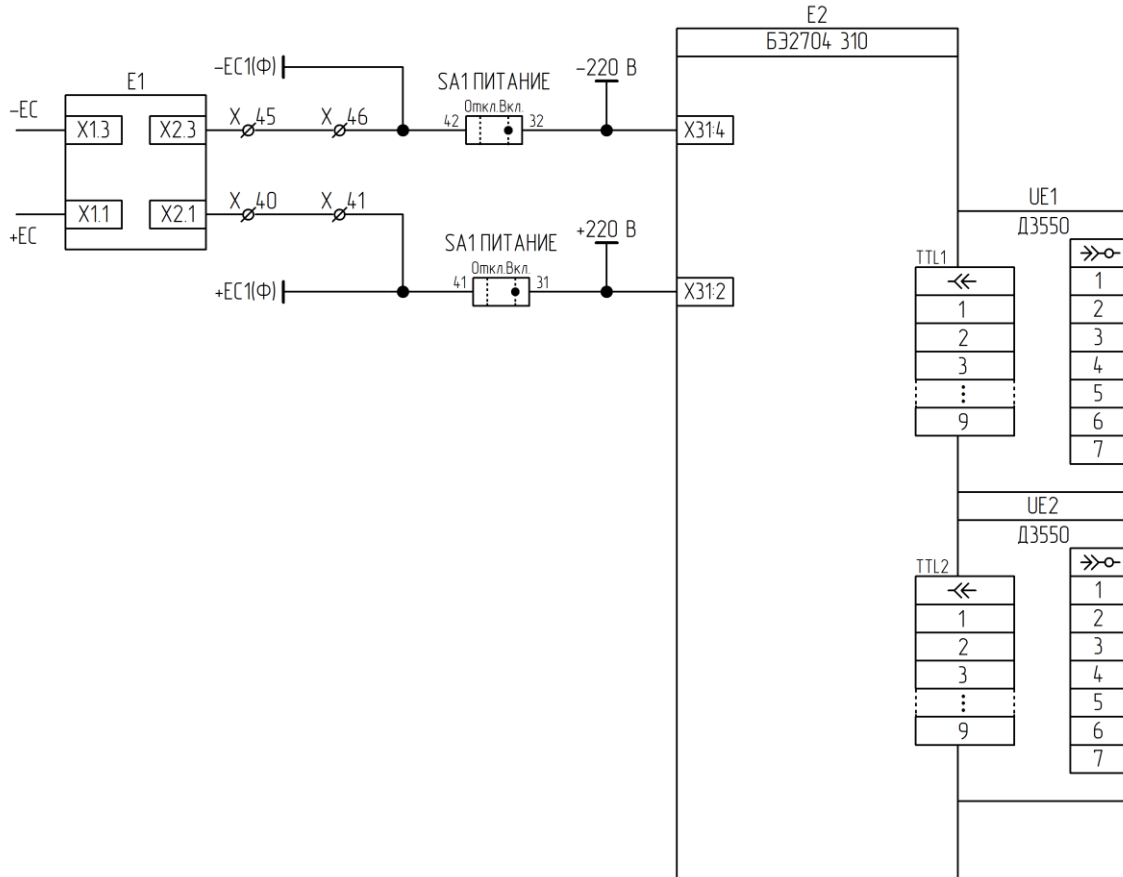 E2
БЭ2704 310
-EC1(Ф)
-220 В
SA1 ПИТАНИЕ
E1
Откл.Вкл.
-EC
X1.3
X2.3
X 45
X 46
42
32
X31:4
X1.1
X2.1
X 40
X 41
+EC
+220 В
SA1 ПИТАНИЕ
Откл.Вкл.
+EC1(Ф)
41
31
X31:2
UE1
Д3550
TTL1
1
2
3
⋮
9
1
2
3
4
5
6
7
UE2
Д3550
TTL2
1
2
3
⋮
9
1
2
3
4
5
6
7